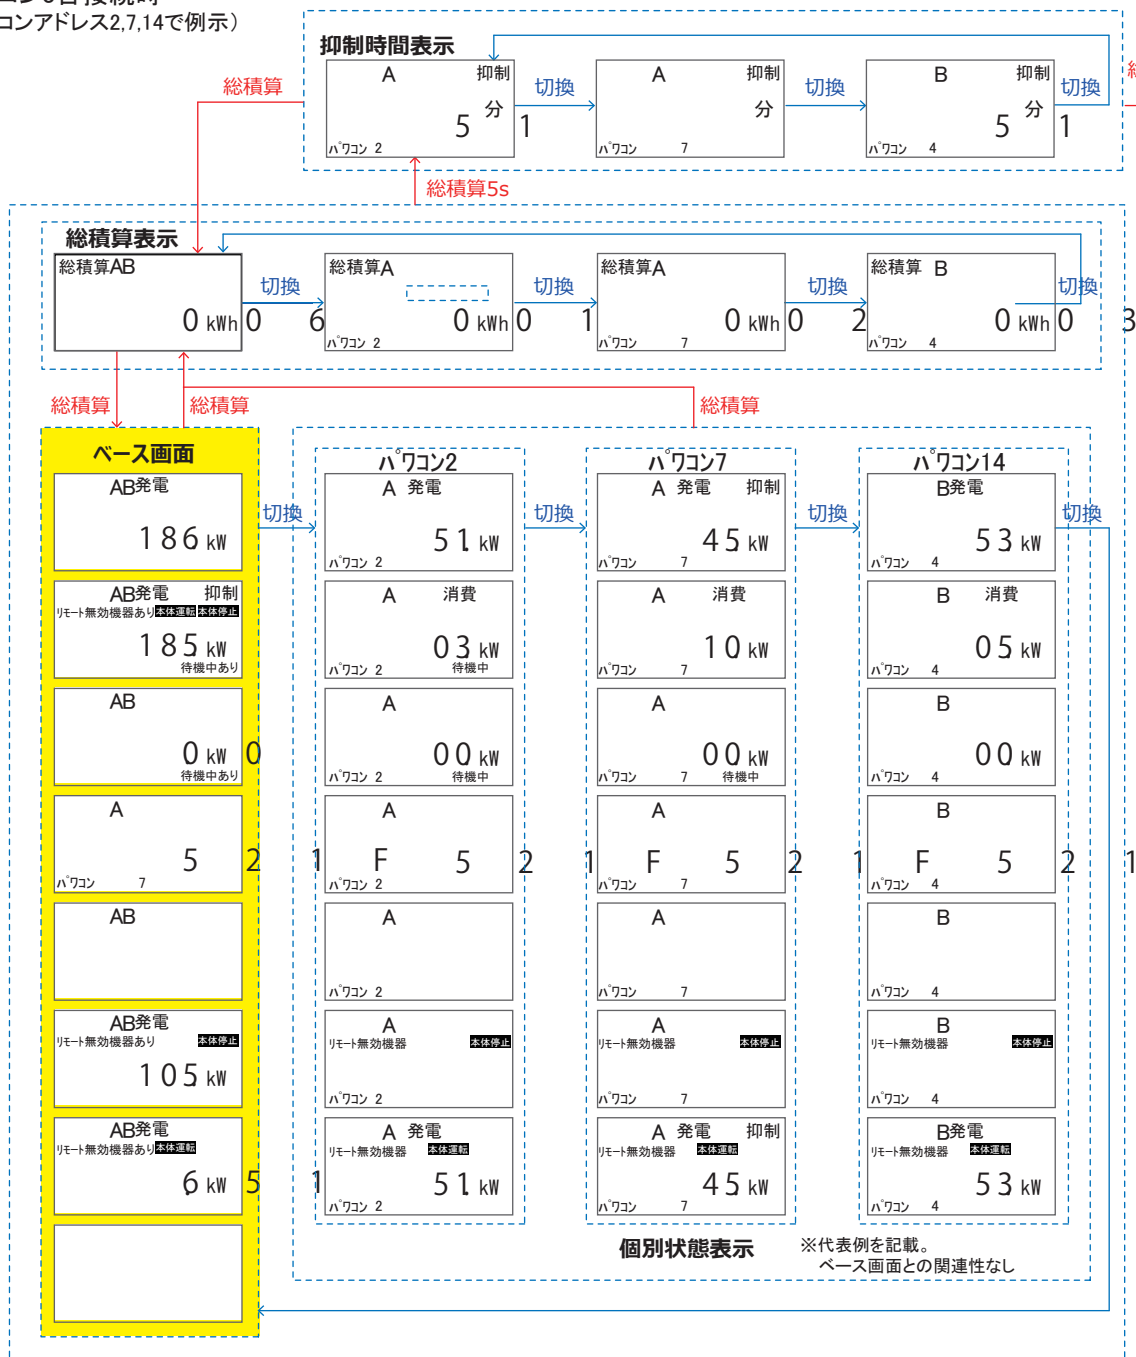 コンアドレス2,7,14で例示）
抑制時間表示
A 抑制
5 分 1
パワコン 2
切換
A 抑制
分
パワコン 7
切換
B 抑制
5 分 1
パワコン 4
切換
総積算
総積算5s
総積算表示
総積算AB
0 kWh 0 6
切換
総積算A
0 kWh 0 1
パワコン 2
切換
総積算A
0 kWh 0 2
パワコン 7
切換
総積算 B
0 kWh 0 3
パワコン 4
切換
総積算
総積算
総積算
ベース画面
AB発電
186. kW
AB発電 抑制
リモート無効機器あり 本体運転 本体停止
185. kW
待機中あり
AB
0. kW 0
待機中あり
A
5 2 1
パワコン 7
AB
AB発電
リモート無効機器あり 本体停止
105. kW
AB発電
リモート無効機器あり 本体運転
6. kW 5 1
切換
パワコン2
A 発電
51. kW
パワコン 2
A 消費
03. kW
パワコン 2 待機中
A
00. kW
パワコン 2 待機中
A
F 5 2 1
パワコン 2
A
パワコン 2
A
リモート無効機器 本体停止
パワコン 2
A 発電
リモート無効機器 本体運転
51. kW
パワコン 2
切換
パワコン7
A 発電 抑制
45. kW
パワコン 7
A 消費
10. kW
パワコン 7
A
00. kW
パワコン 7 待機中
A
F 5 2 1
パワコン 7
A
パワコン 7
A
リモート無効機器 本体停止
パワコン 7
A 発電 抑制
リモート無効機器 本体運転
45. kW
パワコン 7
切換
パワコン14
B発電
53. kW
パワコン 4
B 消費
05. kW
パワコン 4
B
00. kW
パワコン 4
B
F 5 2 1
パワコン 4
B
パワコン 4
B
リモート無効機器 本体停止
パワコン 4
B発電
リモート無効機器 本体運転
53. kW
パワコン 4
切換
個別状態表示
※代表例を記載。
ベース画面との関連性なし